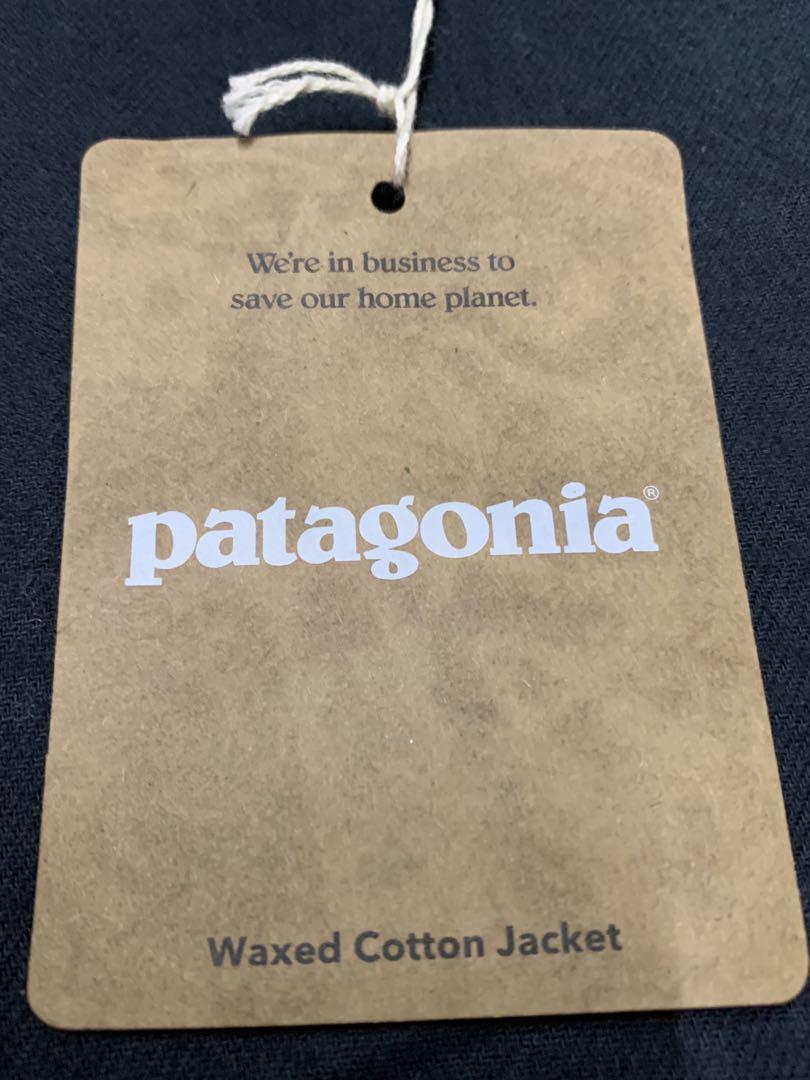 We're in business to
save our home planet.
patagonia®
Waxed Cotton Jacket